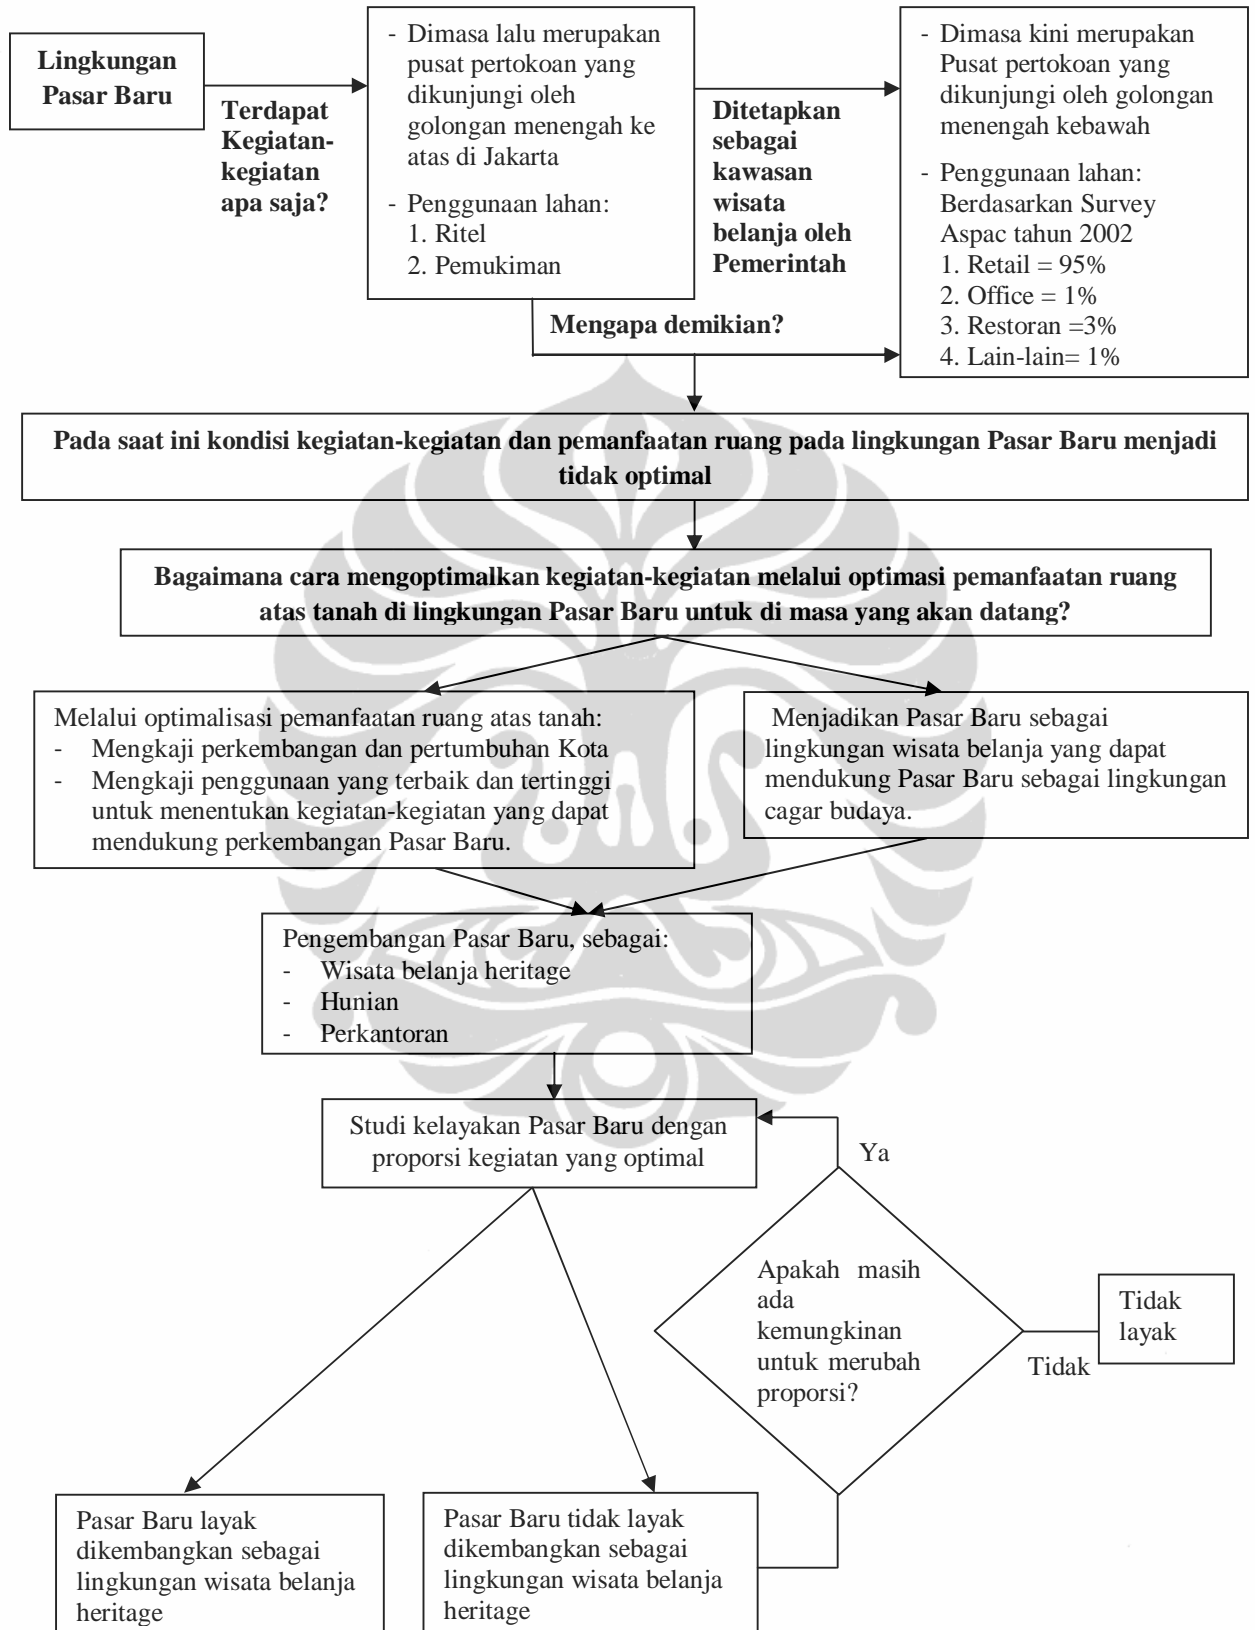 Lingkungan
Pasar Baru
Terdapat
Kegiatan-
kegiatan
apa saja?
- Dimasa lalu merupakan
pusat pertokoan yang
dikunjungi oleh
golongan menengah ke
atas di Jakarta
- Penggunaan lahan:
1. Ritel
2. Pemukiman
Ditetapkan
sebagai
kawasan
wisata
belanja oleh
Pemerintah
- Dimasa kini merupakan
Pusat pertokoan yang
dikunjungi oleh golongan
menengah kebawah
- Penggunaan lahan:
Berdasarkan Survey
Aspac tahun 2002
1. Retail = 95%
2. Office = 1%
3. Restoran =3%
4. Lain-lain= 1%
Mengapa demikian?
Pada saat ini kondisi kegiatan-kegiatan dan pemanfaatan ruang pada lingkungan Pasar Baru menjadi
tidak optimal
Bagaimana cara mengoptimalkan kegiatan-kegiatan melalui optimasi pemanfaatan ruang
atas tanah di lingkungan Pasar Baru untuk di masa yang akan datang?
Melalui optimalisasi pemanfaatan ruang atas tanah:
- Mengkaji perkembangan dan pertumbuhan Kota
- Mengkaji penggunaan yang terbaik dan tertinggi
untuk menentukan kegiatan-kegiatan yang dapat
mendukung perkembangan Pasar Baru.
Menjadikan Pasar Baru sebagai
lingkungan wisata belanja yang dapat
mendukung Pasar Baru sebagai lingkungan
cagar budaya.
Pengembangan Pasar Baru, sebagai:
- Wisata belanja heritage
- Hunian
- Perkantoran
Studi kelayakan Pasar Baru dengan
proporsi kegiatan yang optimal
Ya
Apakah masih
ada
kemungkinan
untuk merubah
proporsi?
Tidak
Tidak
layak
Pasar Baru layak
dikembangkan sebagai
lingkungan wisata belanja
heritage
Pasar Baru tidak layak
dikembangkan sebagai
lingkungan wisata belanja
heritage